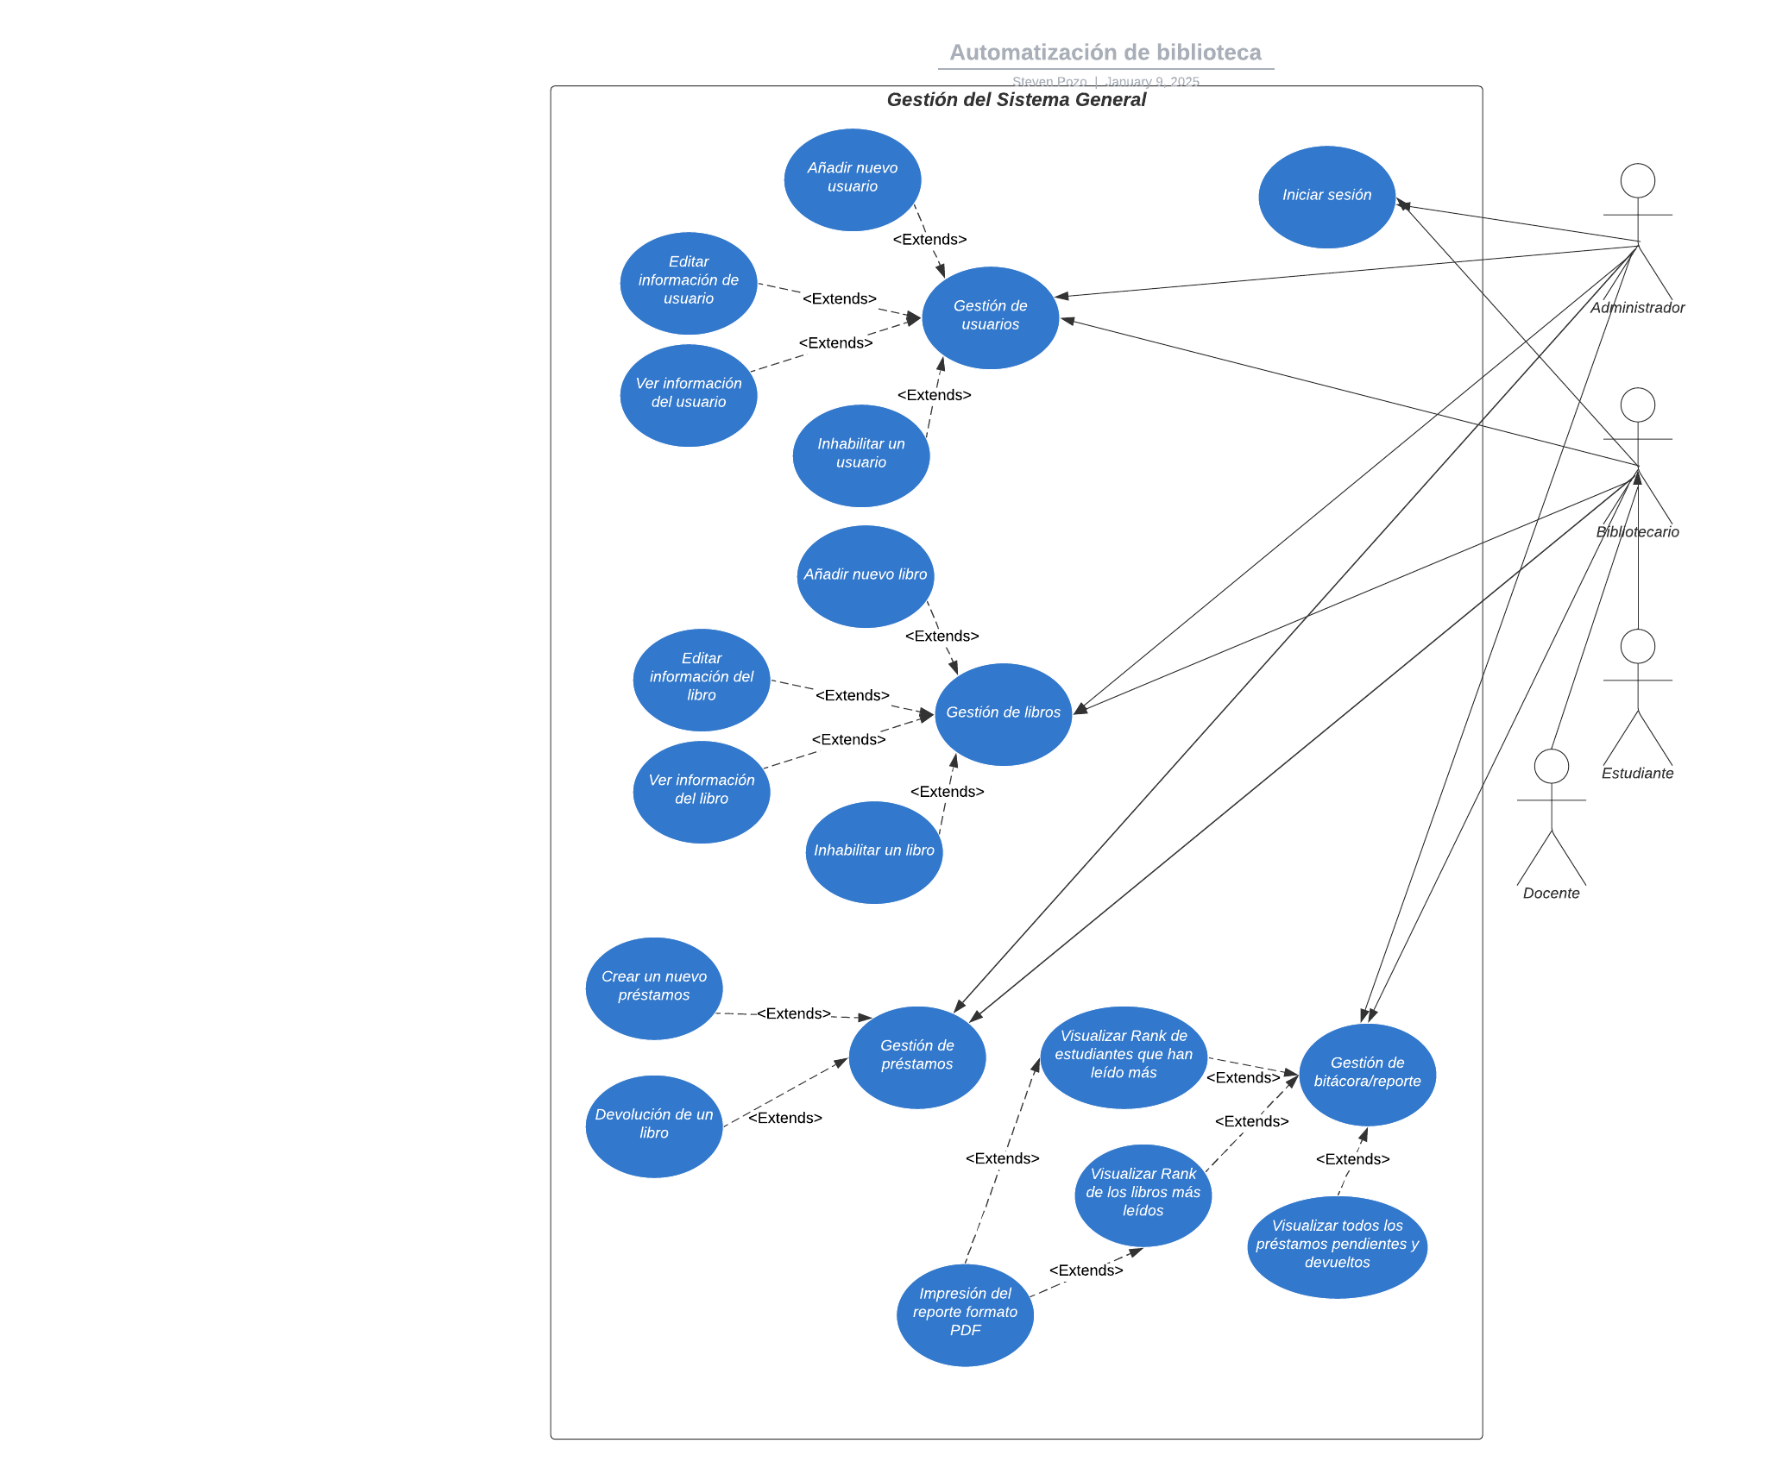 Automatización de biblioteca
Steven Pozo | January 9, 2025
Gestión del Sistema General
Añadir nuevo
usuario
Iniciar sesión
<Extends>
Editar
información de
usuario
<Extends>
Gestión de
usuarios
Administrador
<Extends>
Ver información
del usuario
<Extends>
Inhabilitar un
usuario
Bibliotecario
Añadir nuevo libro
<Extends>
Editar
información del
libro
<Extends>
Gestión de libros
<Extends>
Ver información
del libro
<Extends>
Estudiante
Inhabilitar un libro
Docente
Crear un nuevo
préstamos
<Extends>
Gestión de
préstamos
Visualizar Rank de
estudiantes que han
leído más
<Extends>
Gestión de
bitácora/reporte
Devolución de un
libro
<Extends>
<Extends>
<Extends>
<Extends>
Visualizar Rank
de los libros más
leídos
Visualizar todos los
préstamos pendientes y
devueltos
<Extends>
Impresión del
reporte formato
PDF